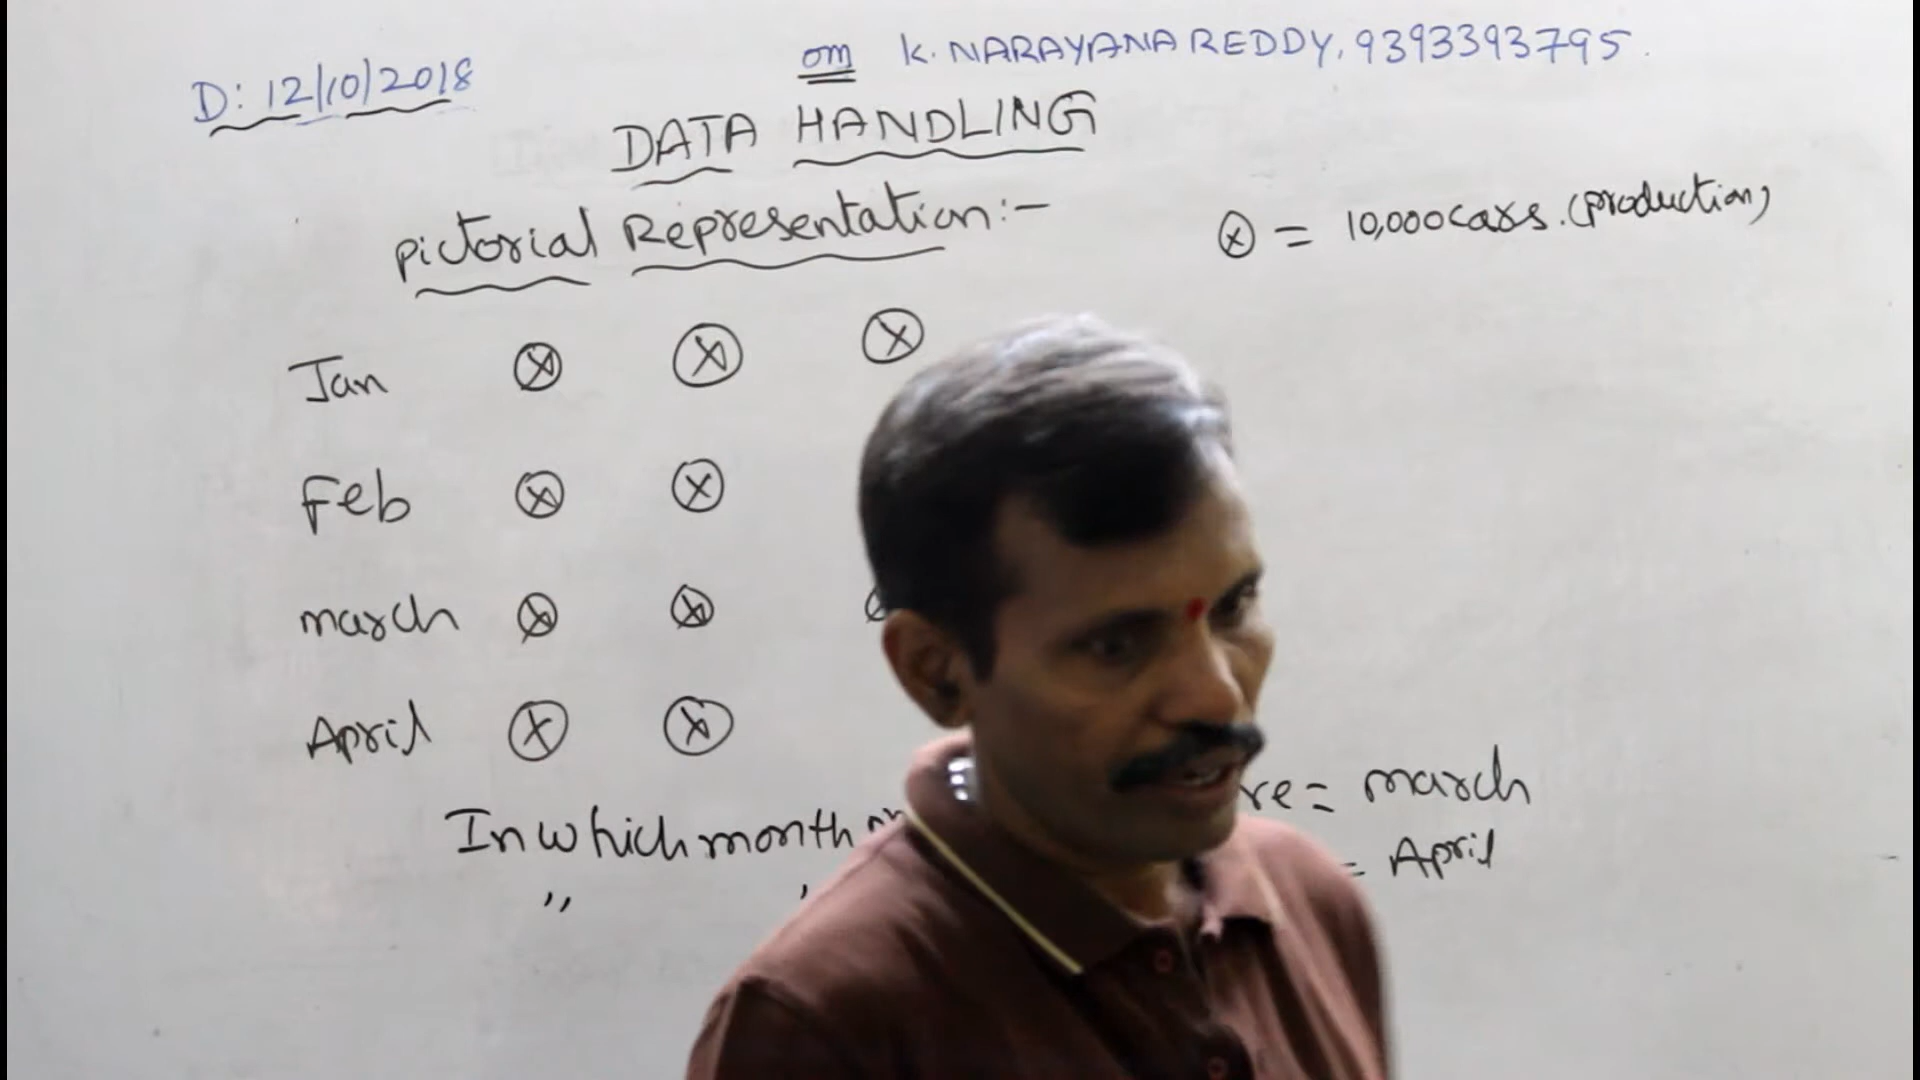 D: 12/10/2018
om K. NARAYANA REDDY, 9393393795.
DATA HANDLING
Pictorial Representation:-
ⓧ = 10,000 cars. (production)
Jan ⓧ ⓧ ⓧ
Feb ⓧ ⓧ
march ⓧ ⓧ
April ⓧ ⓧ
In which month re = march
" = April